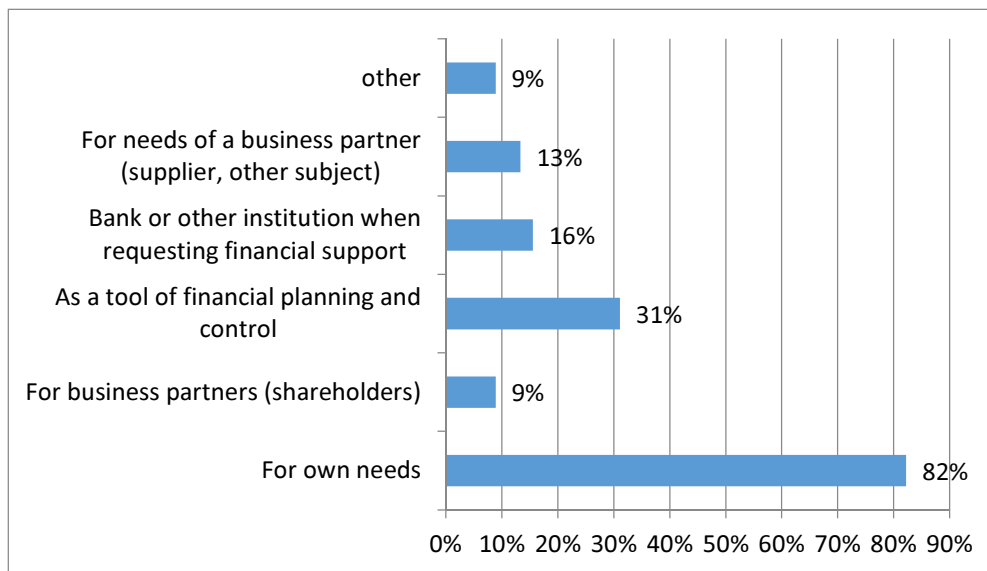 other
9%
For needs of a business partner
(supplier, other subject)
13%
Bank or other institution when
requesting financial support
16%
As a tool of financial planning and
control
31%
For business partners (shareholders)
9%
For own needs
82%
0% 10% 20% 30% 40% 50% 60% 70% 80% 90%